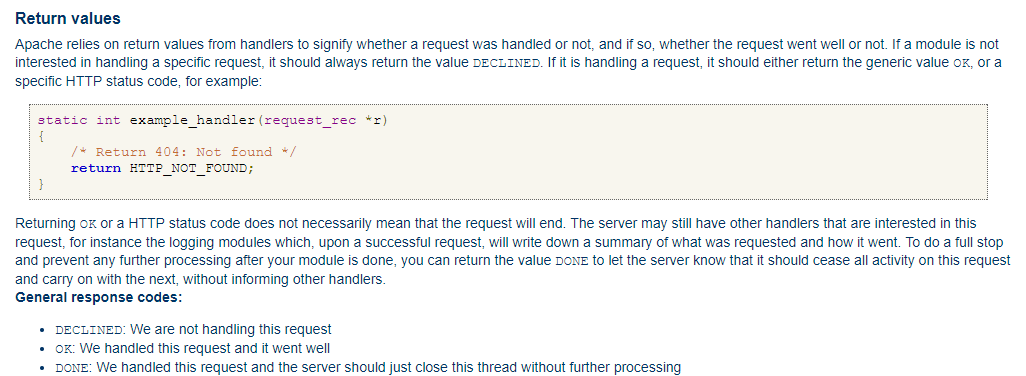 Return values
Apache relies on return values from handlers to signify whether a request was handled or not, and if so, whether the request went well or not. If a module is not
interested in handling a specific request, it should always return the value DECLINED. If it is handling a request, it should either return the generic value OK, or a
specific HTTP status code, for example:
static int example_handler(request_rec *r)
{
    /* Return 404: Not found */
    return HTTP_NOT_FOUND;
}
Returning OK or a HTTP status code does not necessarily mean that the request will end. The server may still have other handlers that are interested in this
request, for instance the logging modules which, upon a successful request, will write down a summary of what was requested and how it went. To do a full stop
and prevent any further processing after your module is done, you can return the value DONE to let the server know that it should cease all activity on this request
and carry on with the next, without informing other handlers.
General response codes:
• DECLINED: We are not handling this request
• OK: We handled this request and it went well
• DONE: We handled this request and the server should just close this thread without further processing